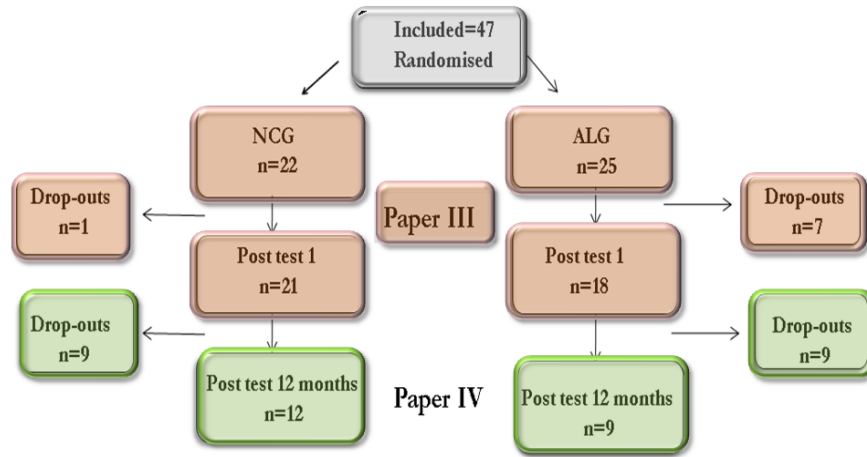 Included=47
Randomised
NCG
n=22
ALG
n=25
Drop-outs
n=1
Paper III
Drop-outs
n=7
Post test 1
n=21
Post test 1
n=18
Drop-outs
n=9
Drop-outs
n=9
Post test 12 months
n=12
Paper IV
Post test 12 months
n=9